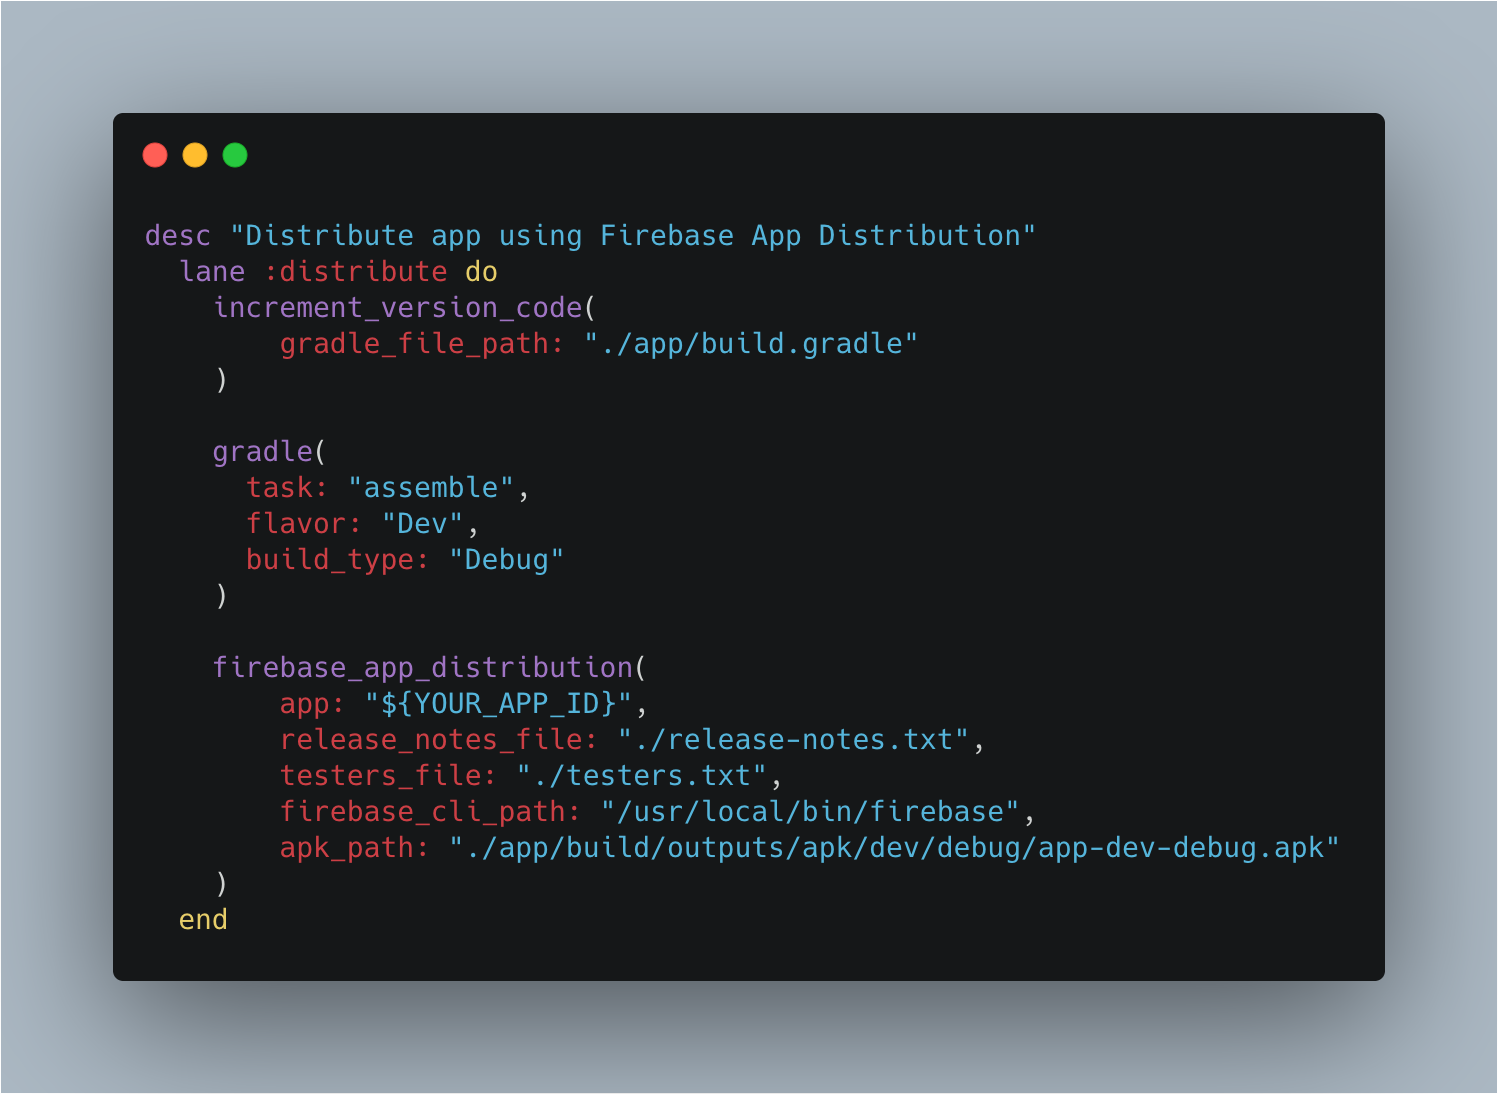 desc "Distribute app using Firebase App Distribution"
  lane :distribute do
    increment_version_code(
        gradle_file_path: "./app/build.gradle"
    )

    gradle(
      task: "assemble",
      flavor: "Dev",
      build_type: "Debug"
    )

    firebase_app_distribution(
        app: "${YOUR_APP_ID}",
        release_notes_file: "./release-notes.txt",
        testers_file: "./testers.txt",
        firebase_cli_path: "/usr/local/bin/firebase",
        apk_path: "./app/build/outputs/apk/dev/debug/app-dev-debug.apk"
    )
  end